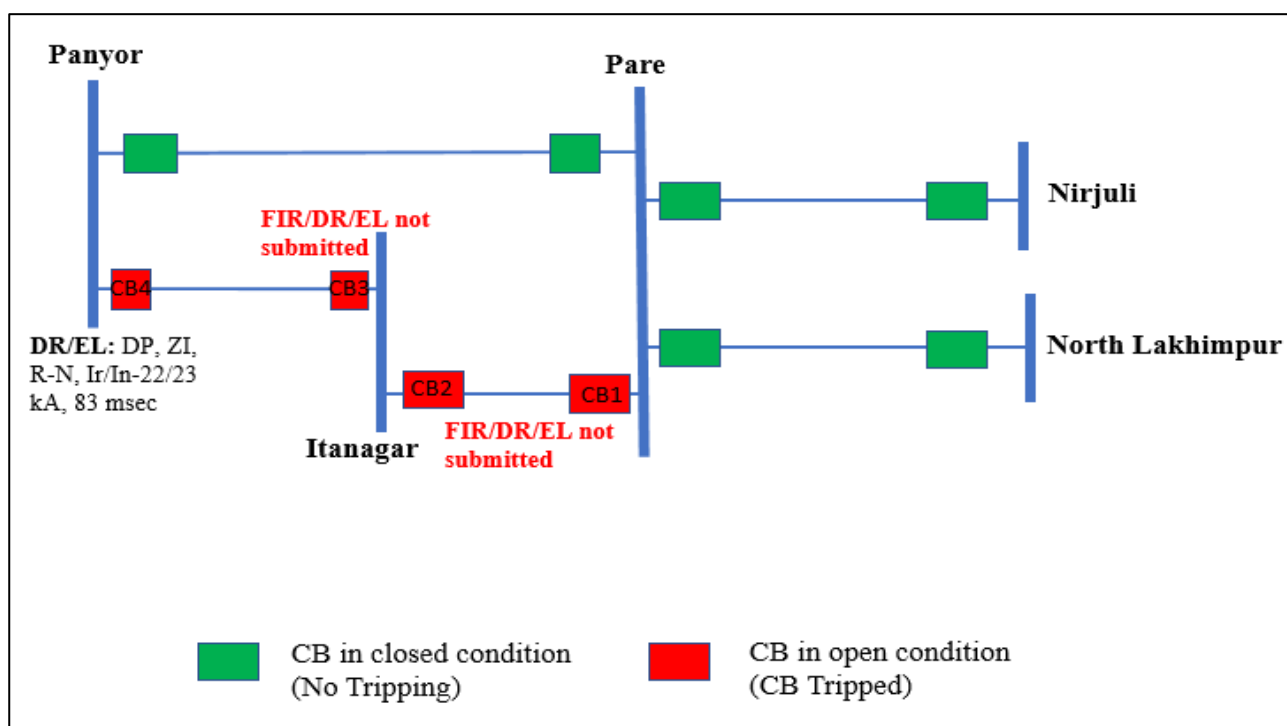 Panyor
Pare
Nirjuli
FIR/DR/EL not
submitted
CB4
CB3
DR/EL: DP, ZI,
R-N, Ir/In-22/23
kA, 83 msec
North Lakhimpur
CB2
CB1
Itanagar
FIR/DR/EL not
submitted
CB in closed condition
(No Tripping)
CB in open condition
(CB Tripped)